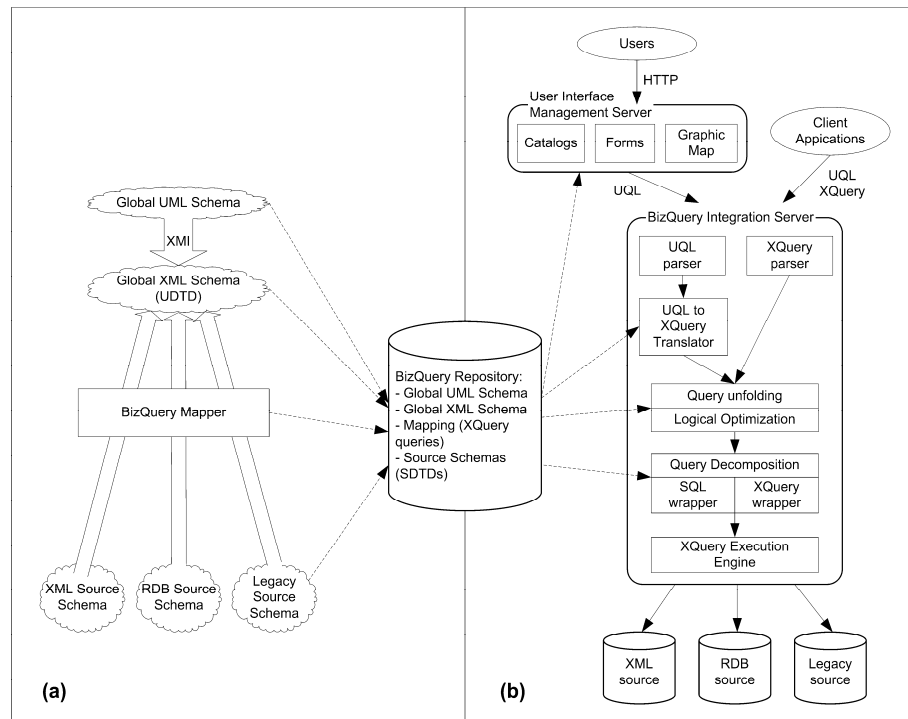 Global UML Schema
XMI
Global XML Schema
(UDTD)
BizQuery Mapper
XML Source
Schema
RDB Source
Schema
Legacy
Source
Schema
(a)
BizQuery Repository:
- Global UML Schema
- Global XML Schema
- Mapping (XQuery
queries)
- Source Schemas
(SDTDs)
Users
HTTP
User Interface
Management Server
Catalogs
Forms
Graphic
Map
Client
Appications
UQL
UQL
XQuery
BizQuery Integration Server
UQL
parser
XQuery
parser
UQL to
XQuery
Translator
Query unfolding
Logical Optimization
Query Decomposition
SQL
wrapper
XQuery
wrapper
XQuery Execution
Engine
XML
source
RDB
source
Legacy
source
(b)